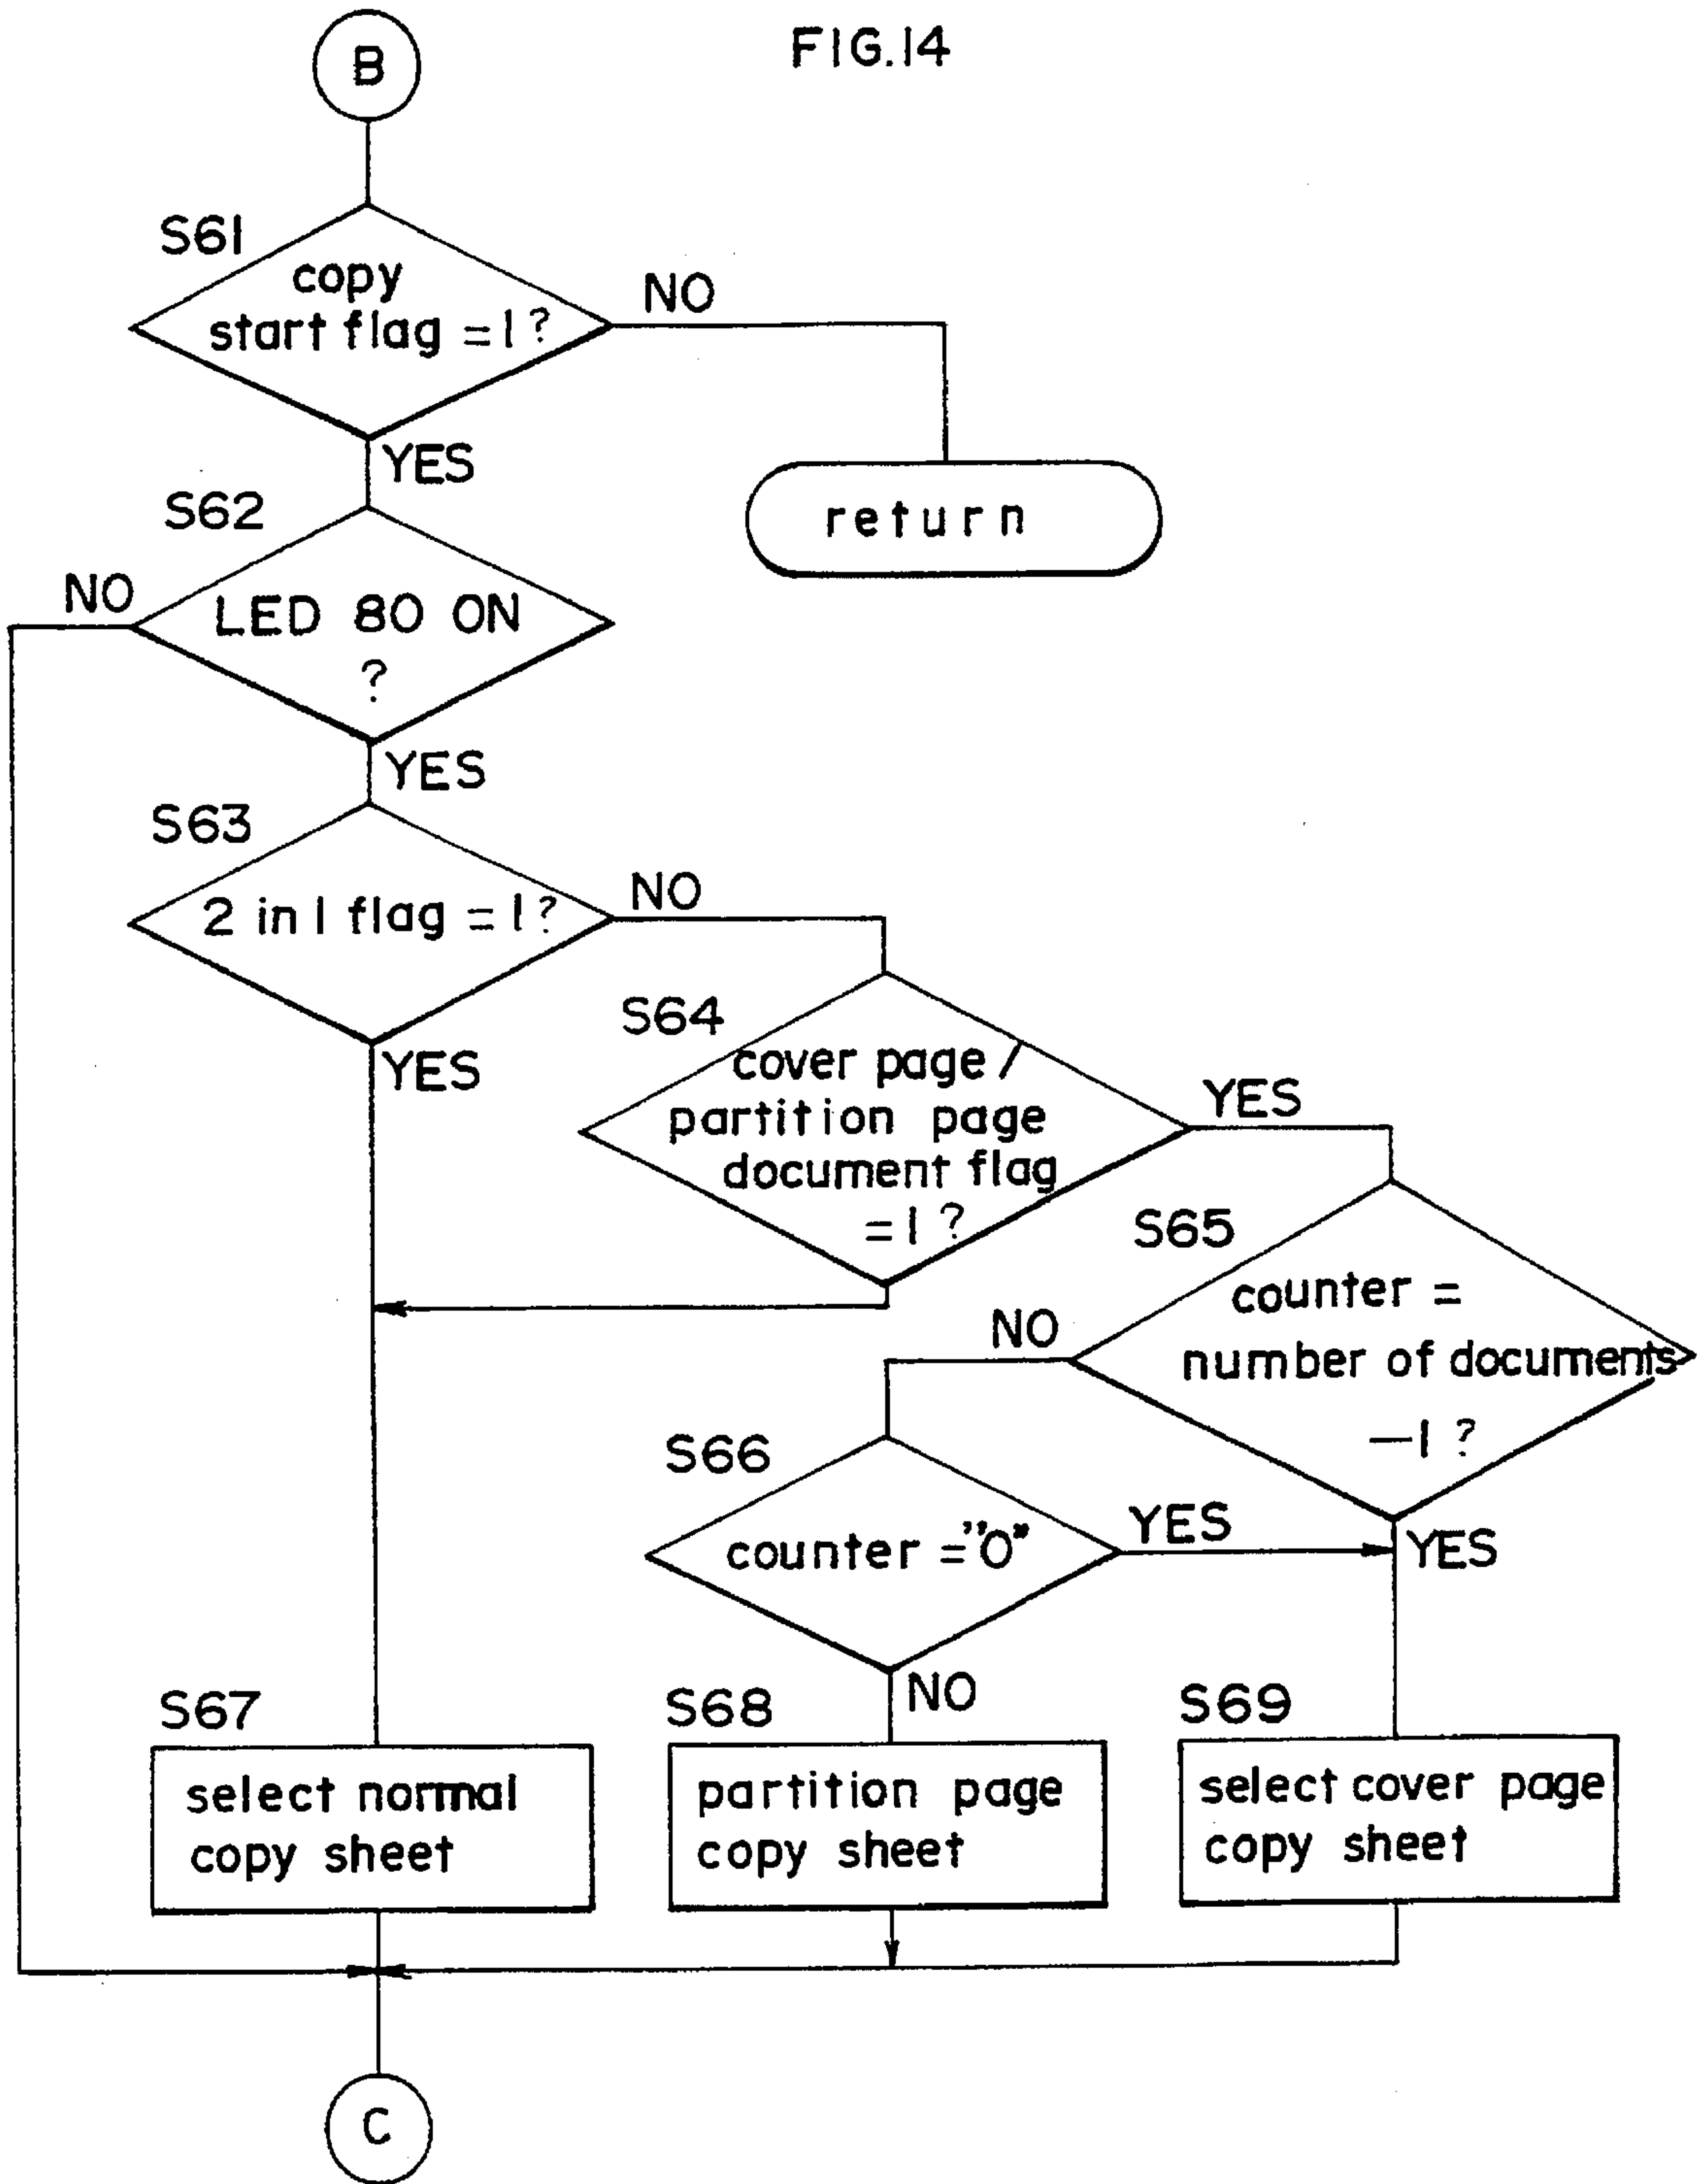 FIG.14
B
S61
copy
start flag =1?
NO
YES
return
S62
NO
LED 80 ON
?
YES
S63
2 in 1 flag =1?
NO
YES
S64
cover page /
partition page
document flag
=1 ?
YES
S65
counter =
number of documents
—1 ?
NO
YES
S66
counter ="0"
YES
NO
S67
select normal
copy sheet
S68
partition page
copy sheet
S69
select cover page
copy sheet
C